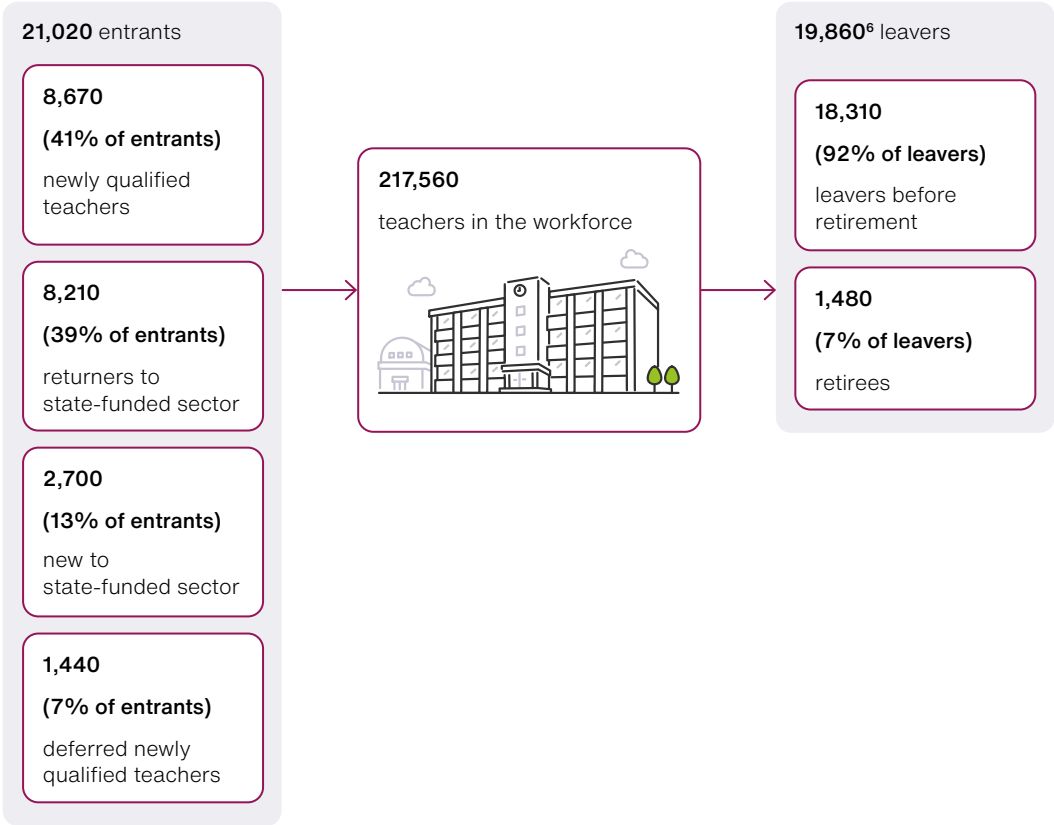 21,020 entrants
8,670
(41% of entrants)
newly qualified
teachers
8,210
(39% of entrants)
returners to
state-funded sector
2,700
(13% of entrants)
new to
state-funded sector
1,440
(7% of entrants)
deferred newly
qualified teachers
217,560
teachers in the workforce
19,860⁶ leavers
18,310
(92% of leavers)
leavers before
retirement
1,480
(7% of leavers)
retirees